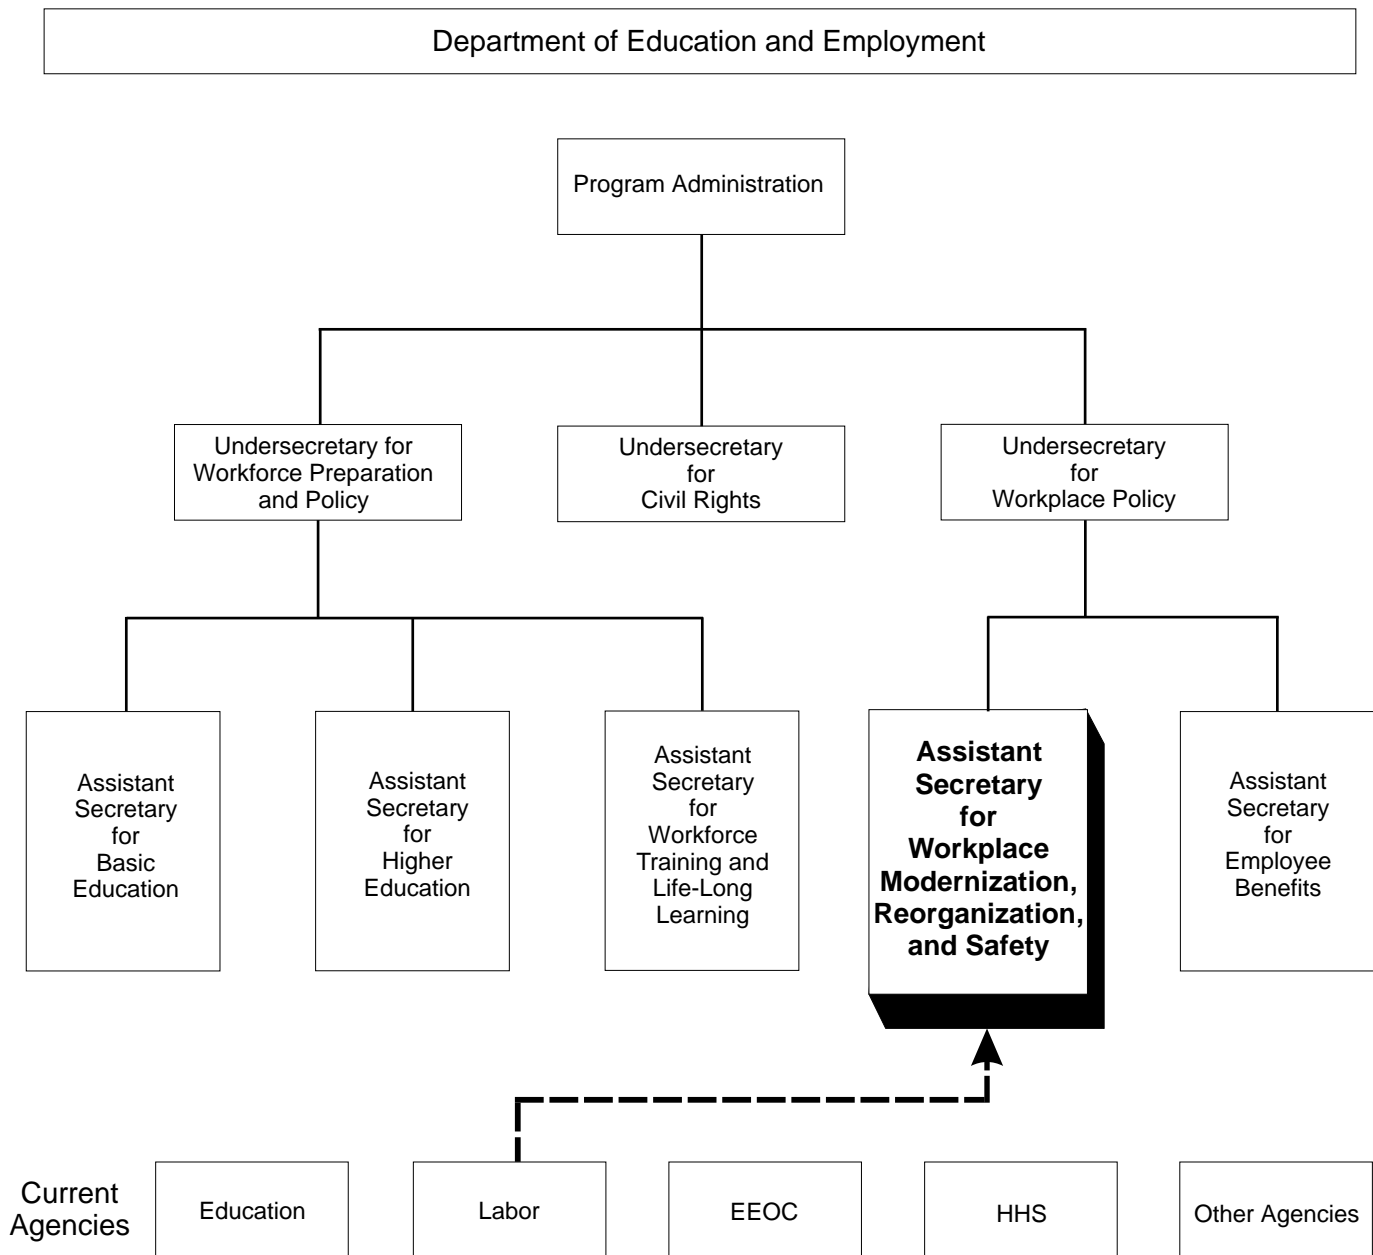 Department of Education and Employment
Program Administration
Undersecretary for
Workforce Preparation
and Policy
Undersecretary
for
Civil Rights
Undersecretary
for
Workplace Policy
Assistant
Secretary
for
Basic
Education
Assistant
Secretary
for
Higher
Education
Assistant
Secretary
for
Workforce
Training and
Life-Long
Learning
Assistant
Secretary
for
Workplace
Modernization,
Reorganization,
and Safety
Assistant
Secretary
for
Employee
Benefits
Current
Agencies
Education
Labor
EEOC
HHS
Other Agencies